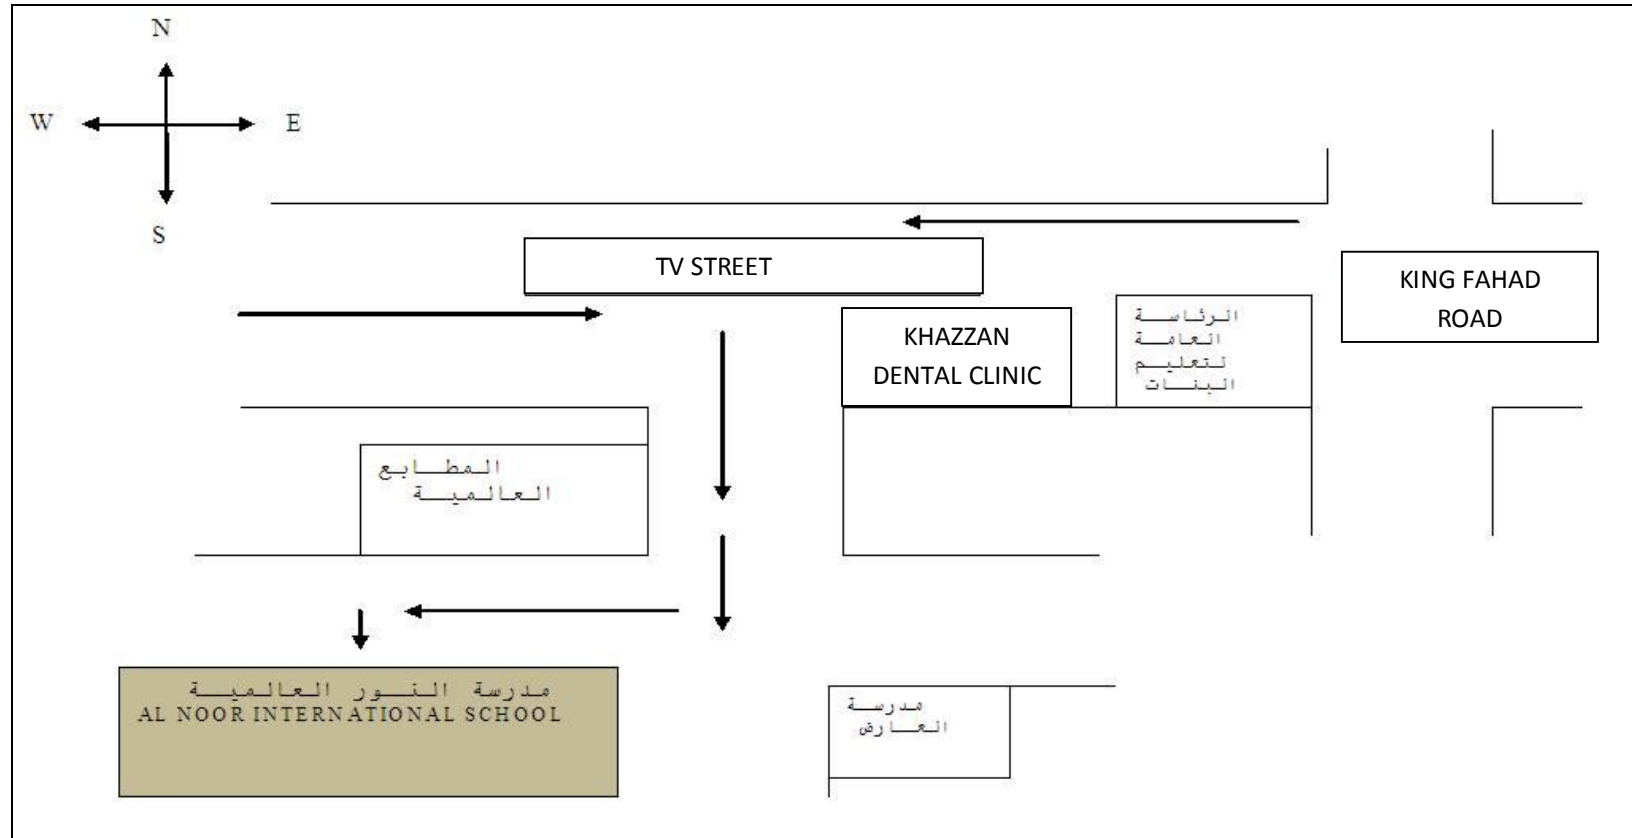 N
W
E
S
TV STREET
KING FAHAD
ROAD
KHAZZAN
DENTAL CLINIC
الرئاسة
العامة
لتعليم
البنات
المطابع
العالمية
مدرسة النور العالمية
AL NOOR INTERNATIONAL SCHOOL
مدرسة
العارض